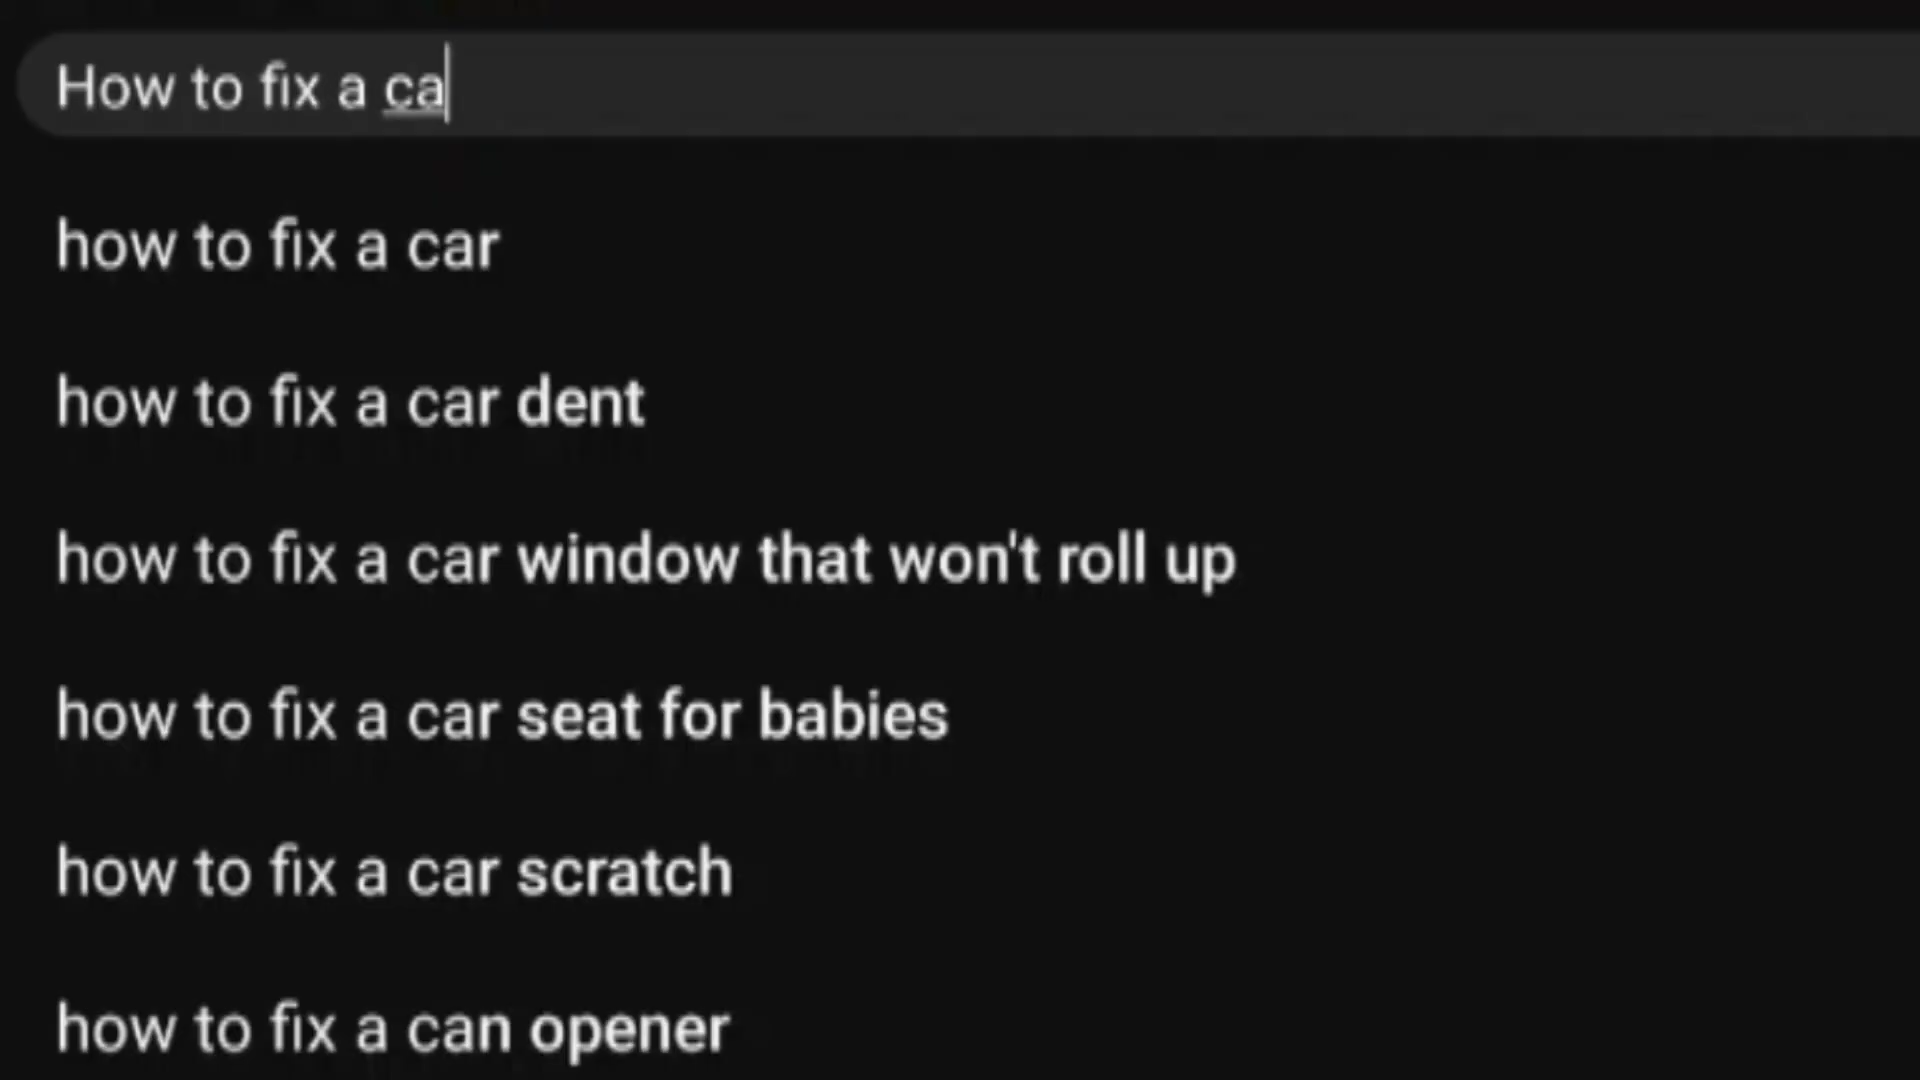 How to fix a ca
how to fix a car
how to fix a car dent
how to fix a car window that won't roll up
how to fix a car seat for babies
how to fix a car scratch
how to fix a can opener